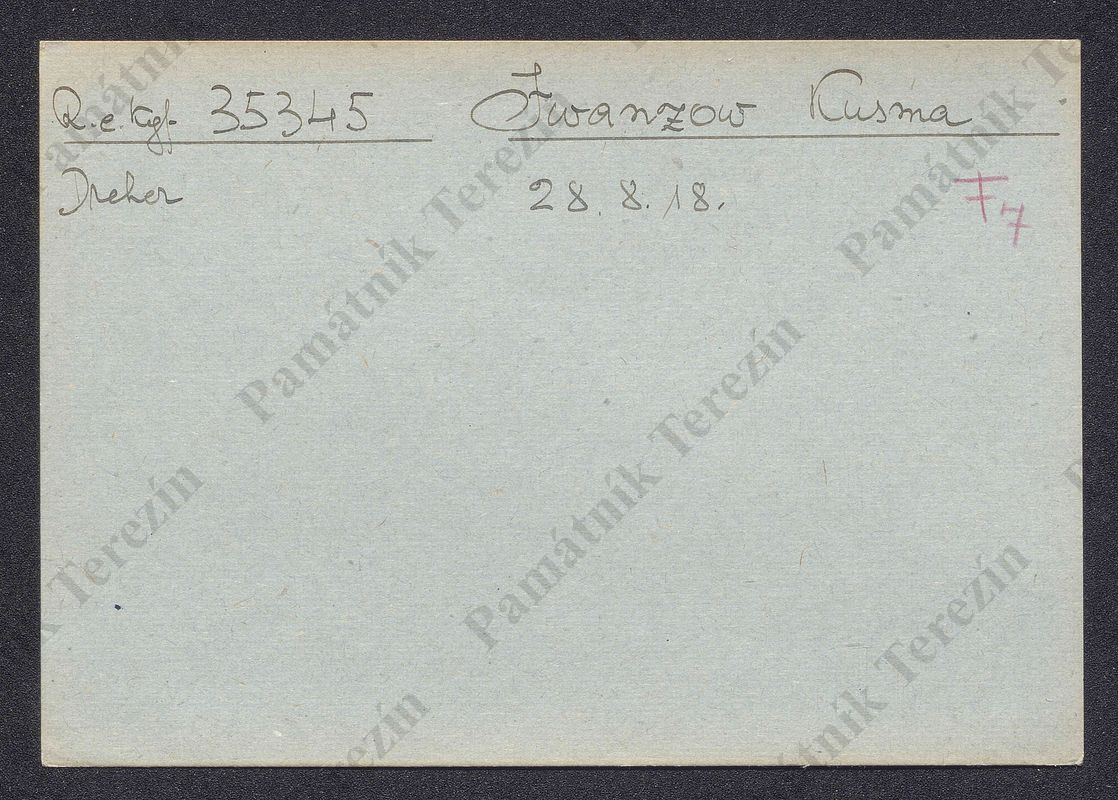 R.e. Kgf. 35345 Iwanzow Kusma
Dreher 28. 8. 18. F7
Památník Terezín